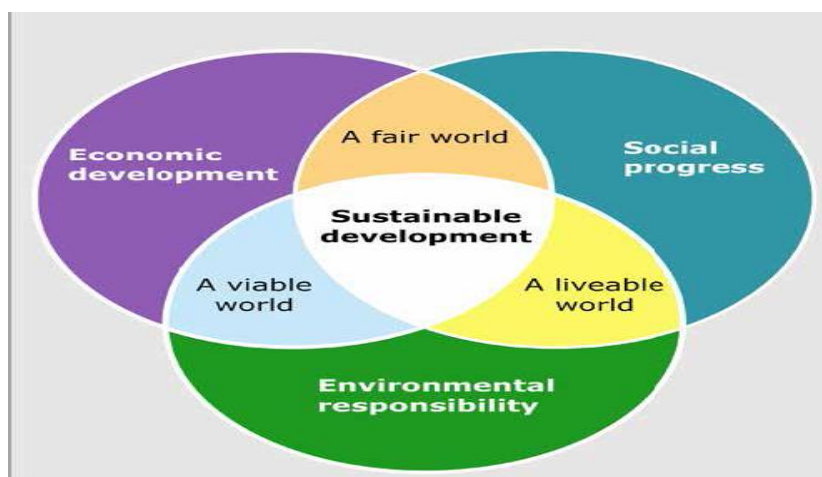 A fair world
Economic
development
Social
progress
Sustainable
development
A viable
world
A liveable
world
Environmental
responsibility